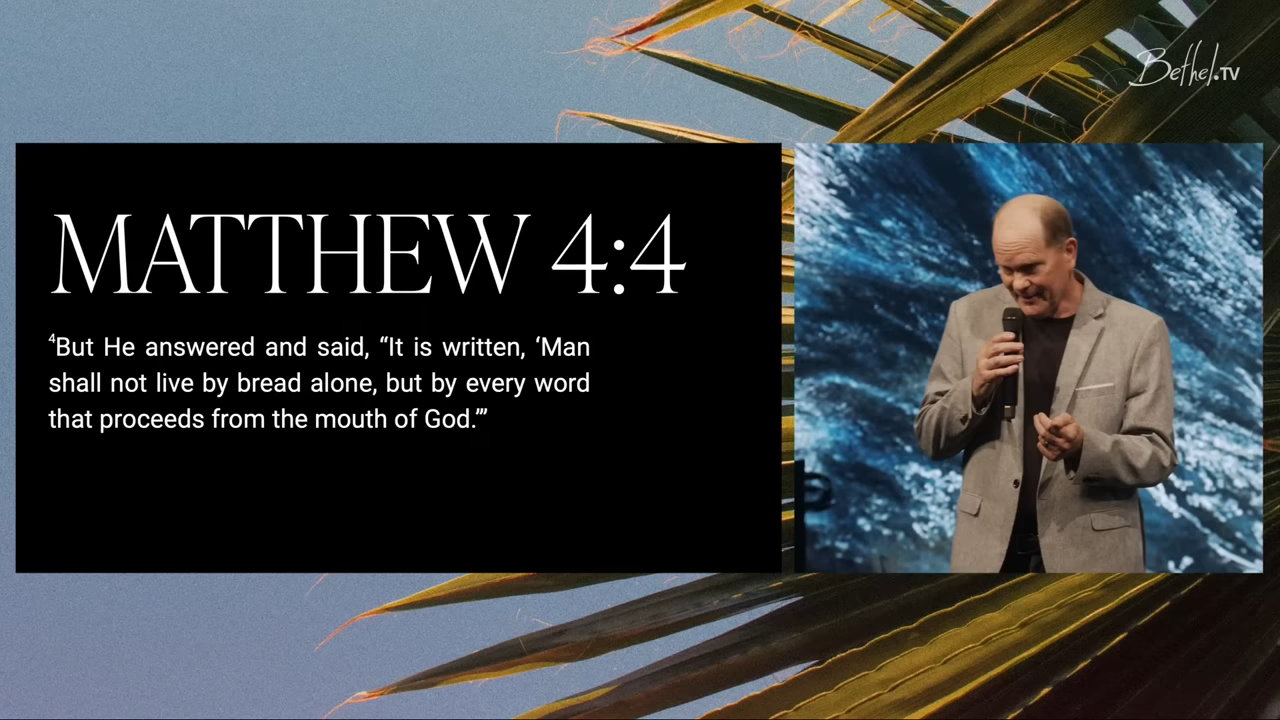 Bethel.TV
MATTHEW 4:4
⁴But He answered and said, “It is written, ‘Man
shall not live by bread alone, but by every word
that proceeds from the mouth of God.’”